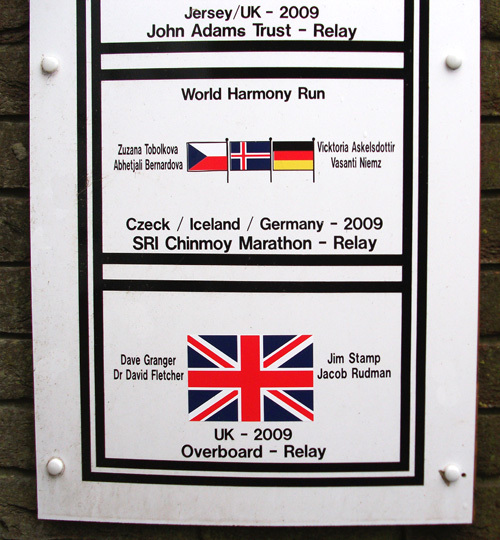 Jersey/UK - 2009
John Adams Trust - Relay
World Harmony Run
Zuzana Tobolkova
Abhetjali Bernardova
Vicktoria Askelsdottir
Vasanti Niemz
Czeck / Iceland / Germany - 2009
SRI Chinmoy Marathon - Relay
Dave Granger
Dr David Fletcher
Jim Stamp
Jacob Rudman
UK - 2009
Overboard - Relay